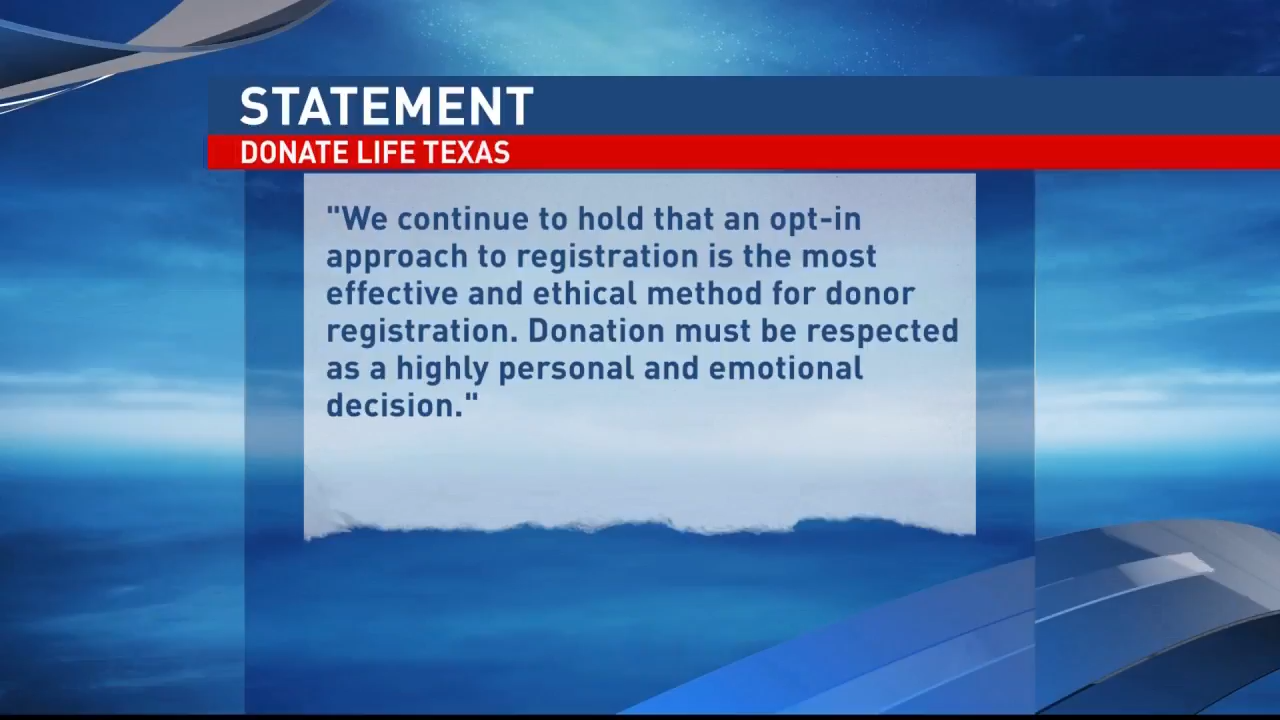 STATEMENT
DONATE LIFE TEXAS
"We continue to hold that an opt-in
approach to registration is the most
effective and ethical method for donor
registration. Donation must be respected
as a highly personal and emotional
decision."